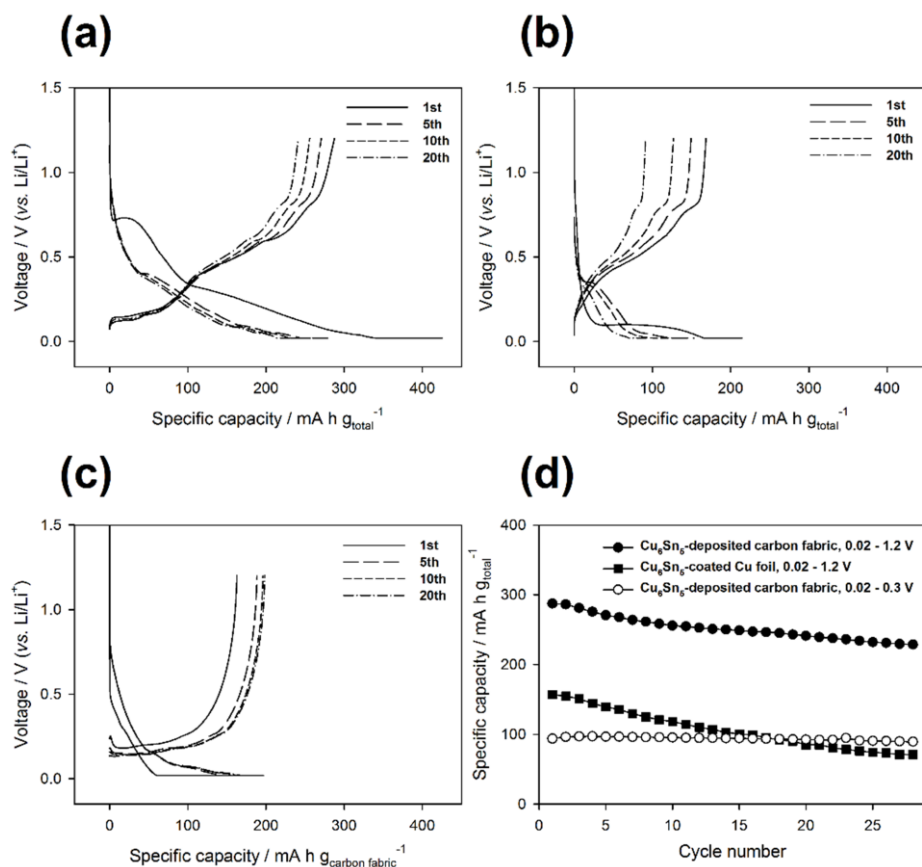 (a)
1.5
1.0
0.5
0.0
Voltage / V (vs. Li/Li⁺)
1st
5th
10th
20th
0 100 200 300 400
Specific capacity / mA h g_total⁻¹
(b)
1.5
1.0
0.5
0.0
Voltage / V (vs. Li/Li⁺)
1st
5th
10th
20th
0 100 200 300 400
Specific capacity / mA h g_total⁻¹
(c)
1.5
1.0
0.5
0.0
Voltage / V (vs. Li/Li⁺)
1st
5th
10th
20th
0 100 200 300 400
Specific capacity / mA h g_carbon fabric⁻¹
(d)
400
300
200
100
0
Specific capacity / mA h g_total⁻¹
Cu₆Sn₅-deposited carbon fabric, 0.02 - 1.2 V
Cu₆Sn₅-coated Cu foil, 0.02 - 1.2 V
Cu₆Sn₅-deposited carbon fabric, 0.02 - 0.3 V
0 5 10 15 20 25
Cycle number